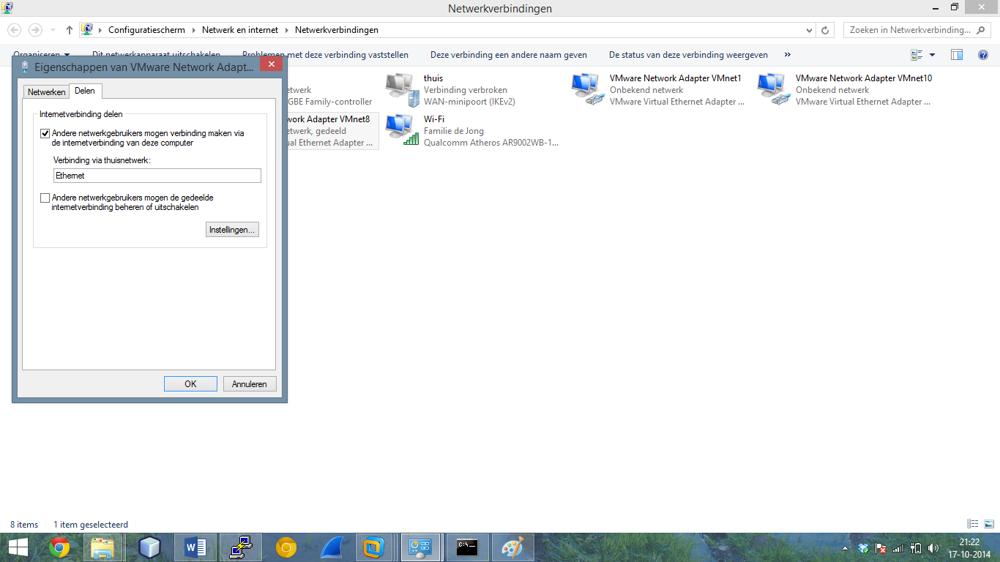 Netwerkverbindingen
Configuratiescherm
Netwerk en internet
Netwerkverbindingen
Zoeken in Netwerkverbinding...
Organiseren
Dit netwerkapparaat uitschakelen
Problemen met deze verbinding vaststellen
Deze verbinding een andere naam geven
De status van deze verbinding weergeven
»
Eigenschappen van VMware Network Adapt...
Netwerken
Delen
Internetverbinding delen
Andere netwerkgebruikers mogen verbinding maken via
de internetverbinding van deze computer
Verbinding via thuisnetwerk:
Ethernet
Andere netwerkgebruikers mogen de gedeelde
internetverbinding beheren of uitschakelen
Instellingen...
OK
Annuleren
etwerk
GBE Family-controller
work Adapter VMnet8
etwerk, gedeeld
ual Ethernet Adapter ...
thuis
Verbinding verbroken
WAN-minipoort (IKEv2)
Wi-Fi
Familie de Jong
Qualcomm Atheros AR9002WB-1...
VMware Network Adapter VMnet1
Onbekend netwerk
VMware Virtual Ethernet Adapter ...
VMware Network Adapter VMnet10
Onbekend netwerk
VMware Virtual Ethernet Adapter ...
8 items
1 item geselecteerd
C:\_
21:22
17-10-2014